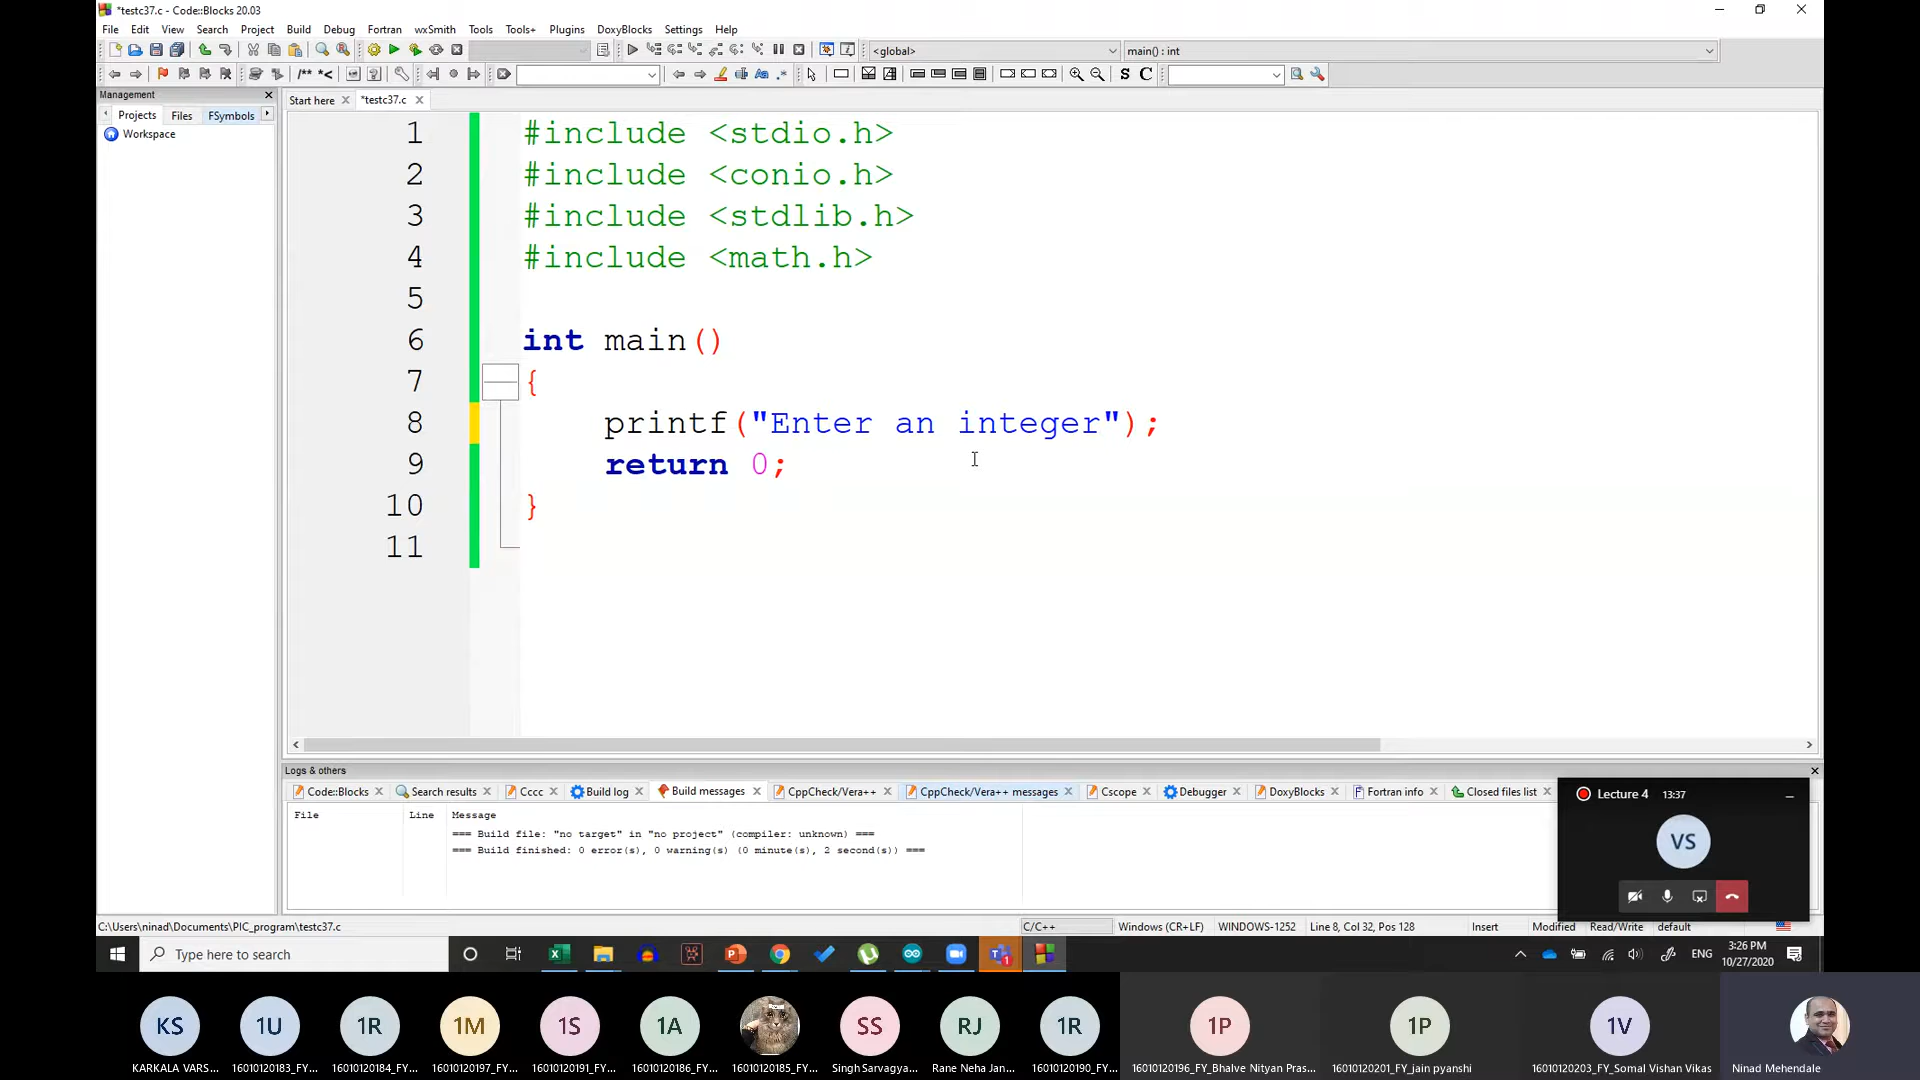 *testc37.c - Code::Blocks 20.03
File Edit View Search Project Build Debug Fortran wxSmith Tools Tools+ Plugins DoxyBlocks Settings Help
<global> main() : int
/** *< Aa .* S C
Management
Projects Files FSymbols
Workspace
Start here *testc37.c
1 #include <stdio.h>
2 #include <conio.h>
3 #include <stdlib.h>
4 #include <math.h>
5
6 int main()
7 {
8 printf("Enter an integer");
9 return 0;
10 }
11
Logs & others
Code::Blocks Search results Cccc Build log Build messages CppCheck/Vera++ CppCheck/Vera++ messages Cscope Debugger DoxyBlocks Fortran info Closed files list
File Line Message
=== Build file: "no target" in "no project" (compiler: unknown) ===
=== Build finished: 0 error(s), 0 warning(s) (0 minute(s), 2 second(s)) ===
Lecture 4 13:37
VS
C:\Users\ninad\Documents\PIC_program\testc37.c C/C++ Windows (CR+LF) WINDOWS-1252 Line 8, Col 32, Pos 128 Insert Modified Read/Write default
Type here to search
ENG 3:26 PM
10/27/2020
KS 1U 1R 1M 1S 1A SS RJ 1R 1P 1P 1V
KARKALA VARS... 16010120183_FY... 16010120184_FY... 16010120197_FY... 16010120191_FY... 16010120186_FY... 16010120185_FY... Singh Sarvagya... Rane Neha Jan... 16010120190_FY... 16010120196_FY_Bhalve Nityan Pras... 16010120201_FY_jain pyanshi 16010120203_FY_Somal Vishan Vikas Ninad Mehendale